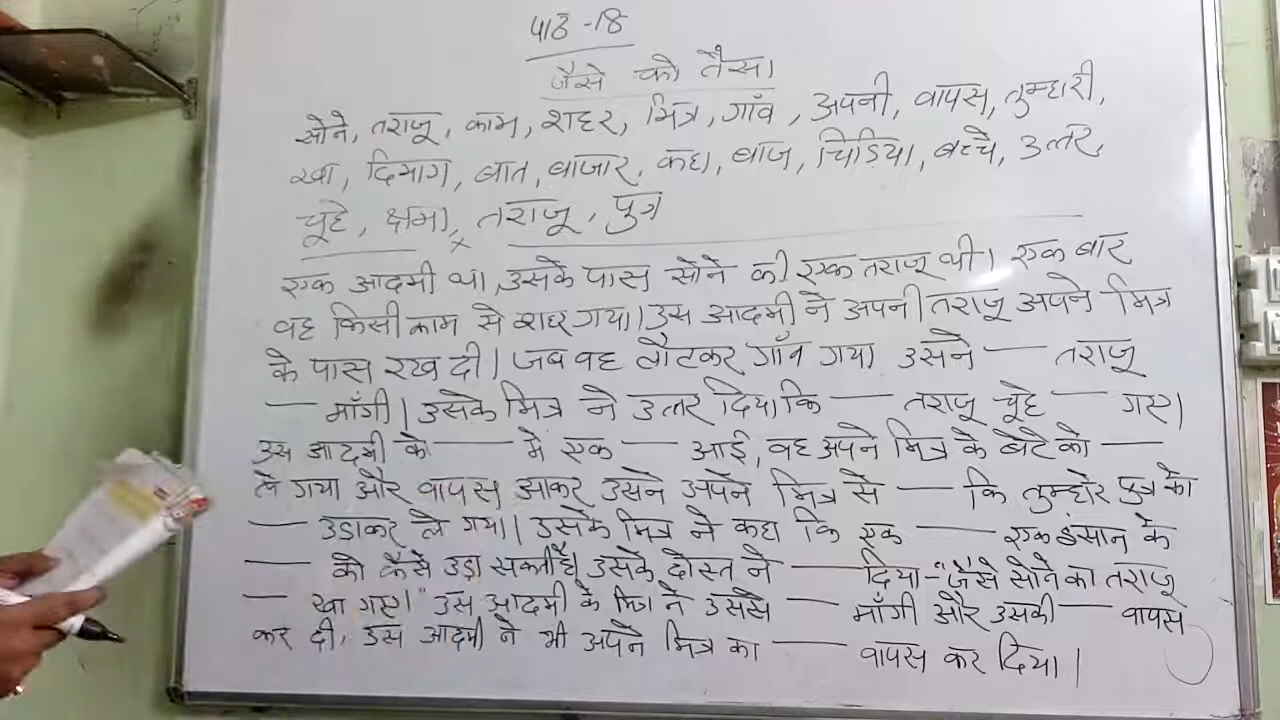 पाठ -18
जैसे को तैसा
सोने, तराजू, काम, शहर, मित्र, गाँव, अपनी, वापस, तुम्हारी,
खा, दिमाग, बात, बाजार, कहा, बाज, चिडिया, बच्चे, उत्तर,
चूहे, क्षमा, तराजू, पुत्र
एक आदमी था, उसके पास सोने की एक तराजू थी। एक बार
वह किसी काम से शहर गया। उस आदमी ने अपनी तराजू अपने मित्र
के पास रख दी। जब वह लौटकर गाँव गया उसने — तराजू
— माँगी। उसके मित्र ने उत्तर दिया कि — तराजू चूहे — गए।
उस आदमी के — मे एक — आई, वह अपने मित्र के बेटे को —
ले गया और वापस आकर उसने अपने मित्र से — कि तुम्हारे पुत्र को
— उडाकर ले गया। उसके मित्र ने कहा कि एक — एक इंसान के
— को कैसे उड़ा सकती है। उसके दोस्त ने — दिया-"जैसे सोने का तराजू
— खा गए।" उस आदमी के मित्र ने उससे — माँगी और उसकी — वापस
कर दी, उस आदमी ने भी अपने मित्र का — वापस कर दिया।